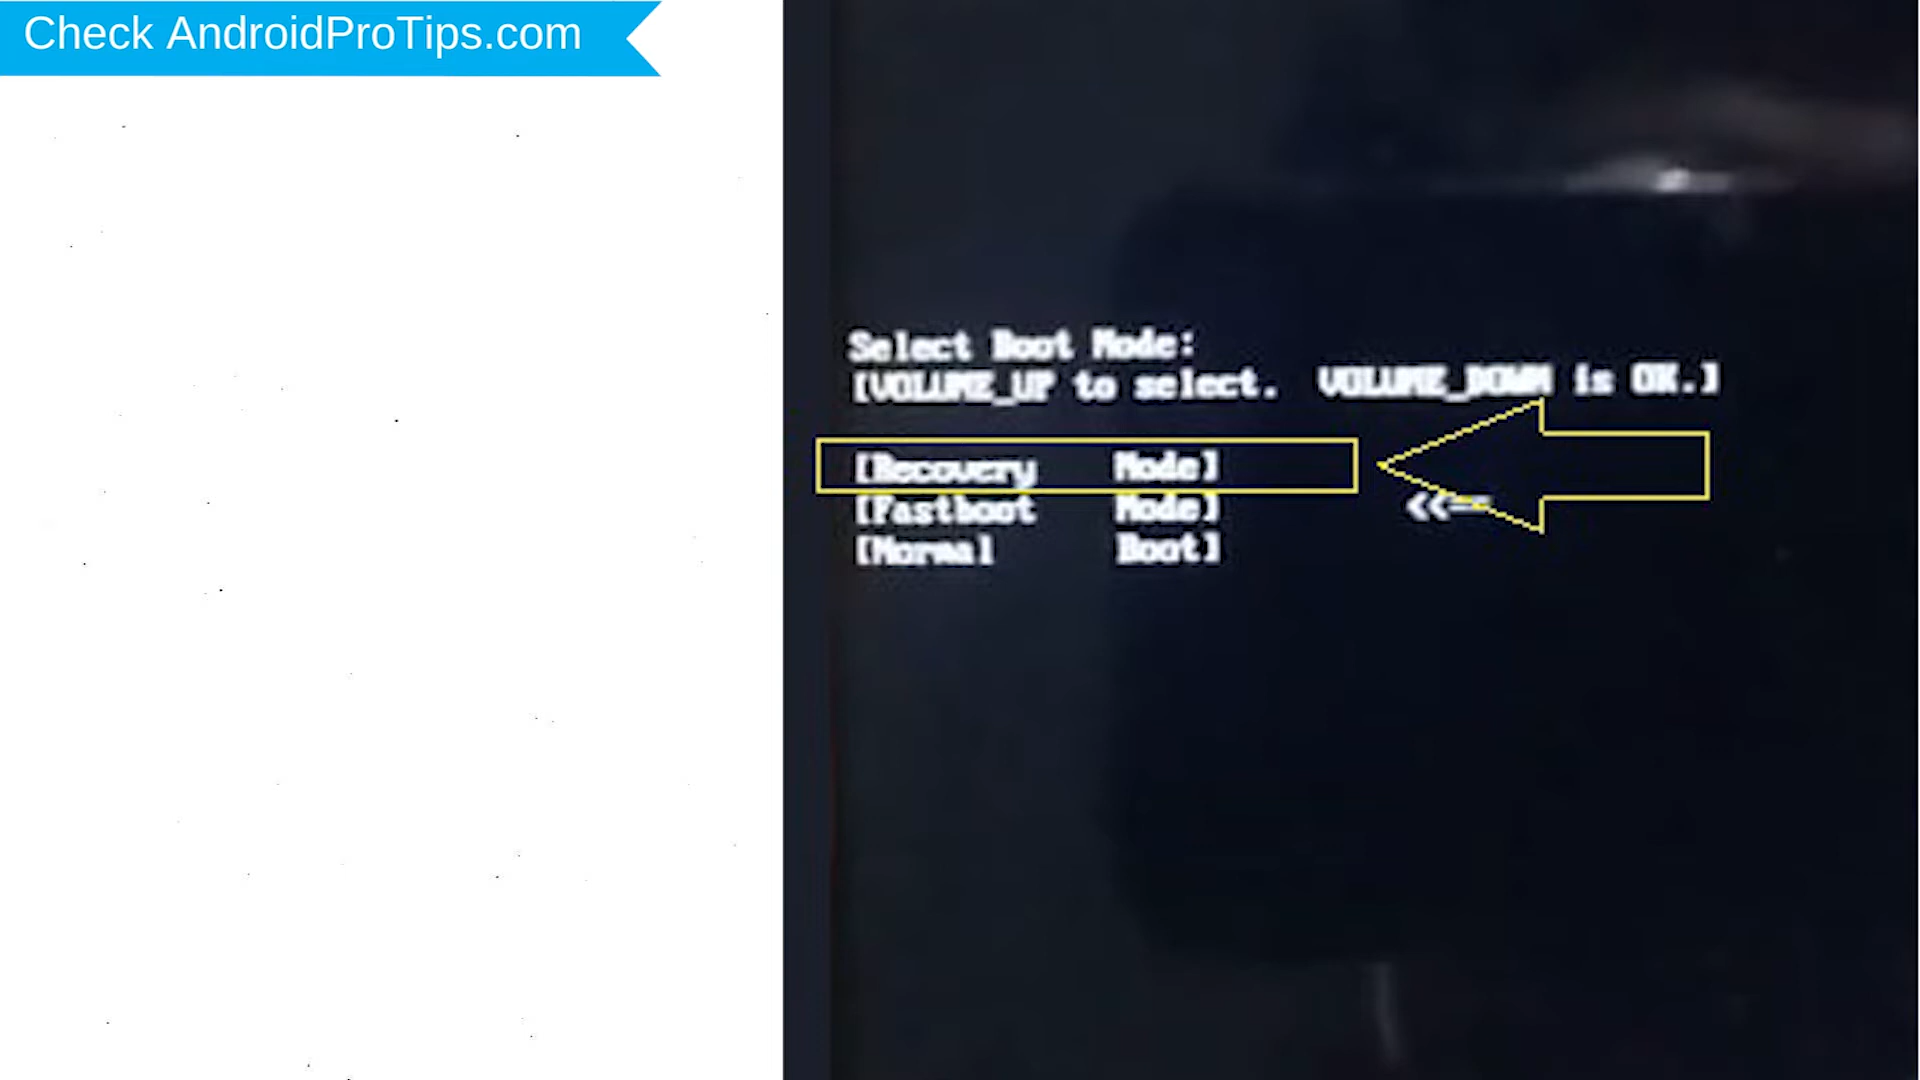 Check AndroidProTips.com
Select Boot Mode:
[VOLUME_UP to select.  VOLUME_DOWN is OK.]
[Recovery    Mode]
[Fastboot    Mode]    <<==
[Normal      Boot]